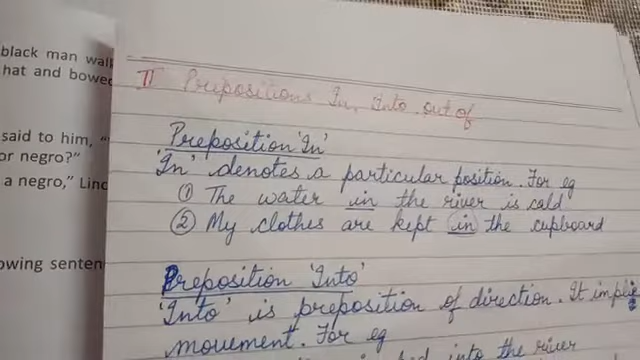 black man wal
hat and bowe
said to him, "
or negro?"
a negro," Linc
owing senten
II Prepositions In, Into out of
Preposition 'In'
'In' denotes a particular position. For eg
① The water in the river is cold
② My clothes are kept in the cupboard
Preposition 'Into'
'Into' is preposition of direction. It implie
movement. For eg
into the river